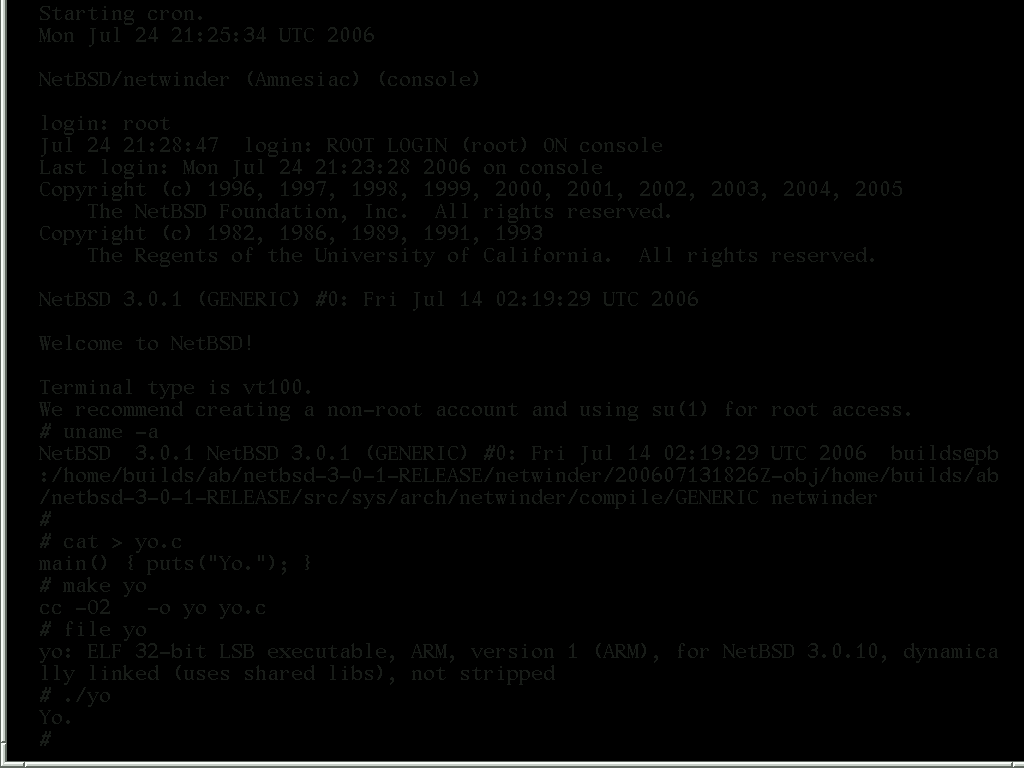 Starting cron.
Mon Jul 24 21:25:34 UTC 2006
NetBSD/netwinder (Amnesiac) (console)
login: root
Jul 24 21:28:47  login: ROOT LOGIN (root) ON console
Last login: Mon Jul 24 21:23:28 2006 on console
Copyright (c) 1996, 1997, 1998, 1999, 2000, 2001, 2002, 2003, 2004, 2005
    The NetBSD Foundation, Inc.  All rights reserved.
Copyright (c) 1982, 1986, 1989, 1991, 1993
    The Regents of the University of California.  All rights reserved.
NetBSD 3.0.1 (GENERIC) #0: Fri Jul 14 02:19:29 UTC 2006
Welcome to NetBSD!
Terminal type is vt100.
We recommend creating a non-root account and using su(1) for root access.
# uname -a
NetBSD  3.0.1 NetBSD 3.0.1 (GENERIC) #0: Fri Jul 14 02:19:29 UTC 2006  builds@pb
:/home/builds/ab/netbsd-3-0-1-RELEASE/netwinder/200607131826Z-obj/home/builds/ab
/netbsd-3-0-1-RELEASE/src/sys/arch/netwinder/compile/GENERIC netwinder
#
# cat > yo.c
main() { puts("Yo."); }
# make yo
cc -O2   -o yo yo.c
# file yo
yo: ELF 32-bit LSB executable, ARM, version 1 (ARM), for NetBSD 3.0.10, dynamica
lly linked (uses shared libs), not stripped
# ./yo
Yo.
#